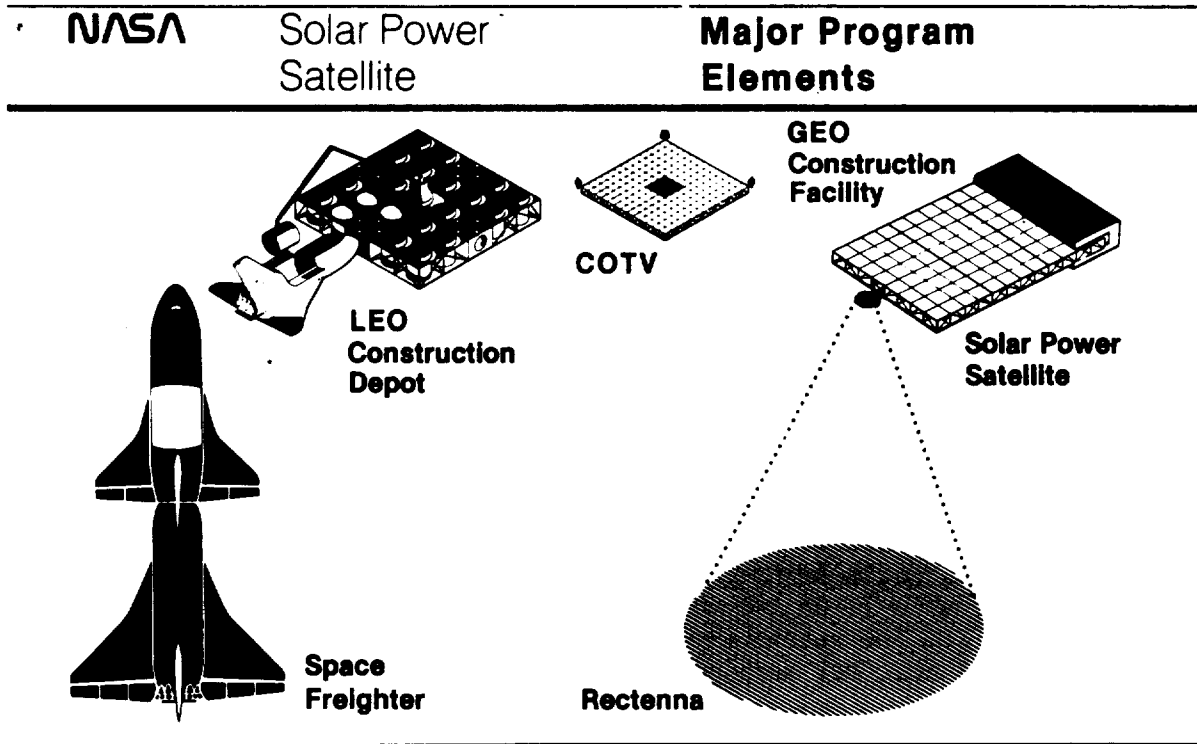 NASA
Solar Power
Satellite
Major Program
Elements
GEO
Construction
Facility
COTV
LEO
Construction
Depot
Solar Power
Satellite
Space
Freighter
Rectenna